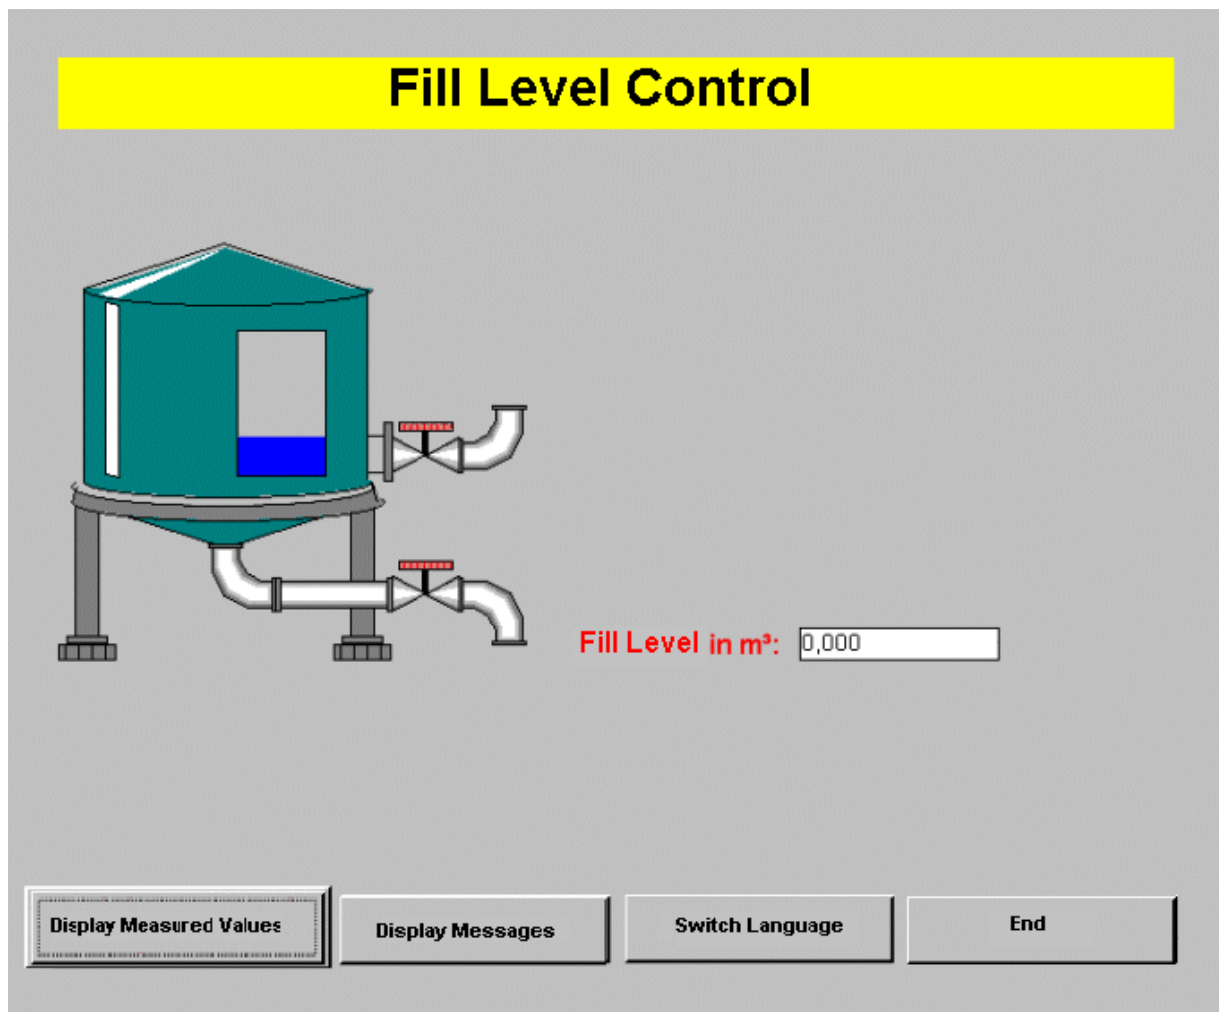 Fill Level Control
Fill Level in m³: 0,000
Display Measured Values
Display Messages
Switch Language
End